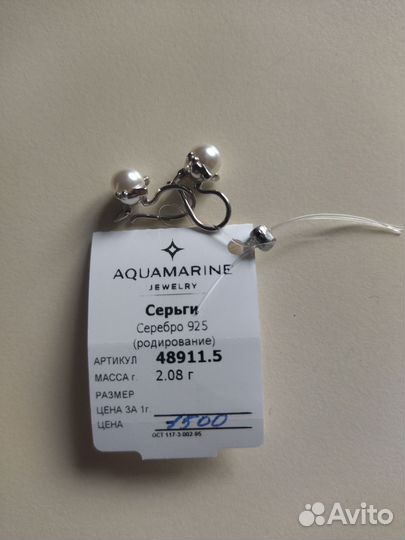 AQUAMARINE
JEWELRY
Серьги
Серебро 925
(родирование)
АРТИКУЛ 48911.5
МАССА г. 2.08 г
РАЗМЕР
ЦЕНА ЗА 1г.
ЦЕНА 1500
ОСТ 117-3-002-95
Avito